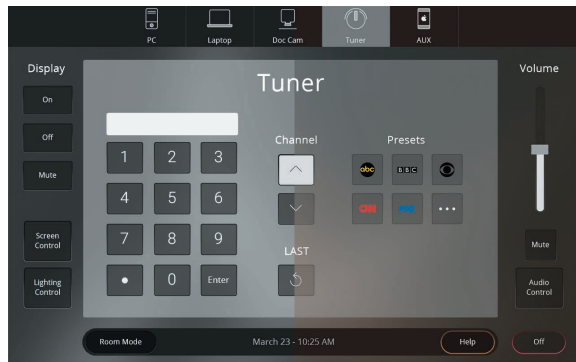 PC
Laptop
Doc Cam
Tuner
AUX
Display
On
Off
Mute
Screen
Control
Lighting
Control
Tuner
1 2 3
4 5 6
7 8 9
• 0 Enter
Channel
LAST
Presets
abc BBC
CNN
...
Volume
Mute
Audio
Control
Room Mode
March 23 - 10:25 AM
Help
Off